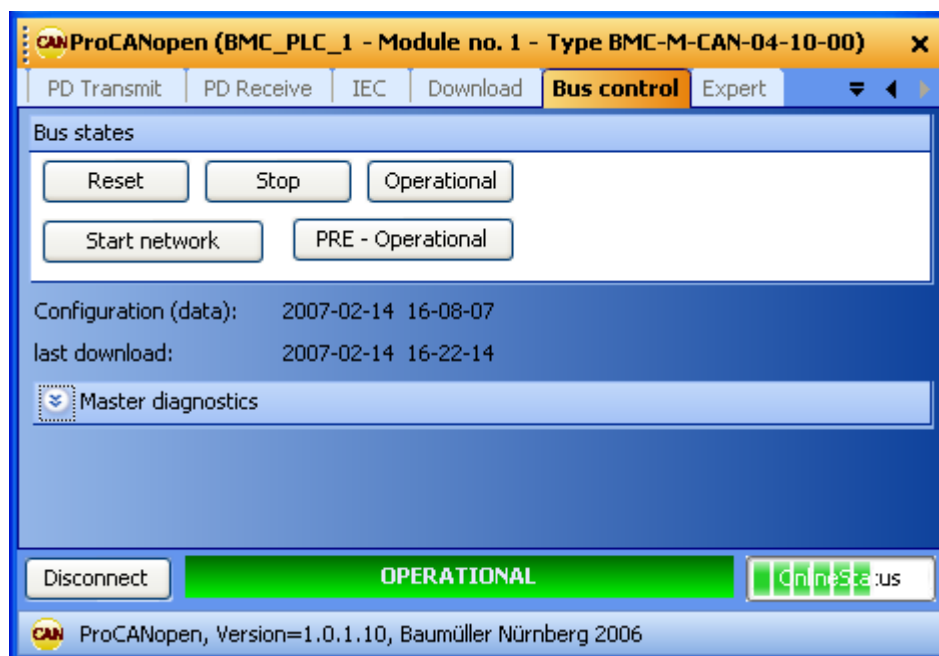 CAN ProCANopen (BMC_PLC_1 - Module no. 1 - Type BMC-M-CAN-04-10-00)
PD Transmit PD Receive IEC Download Bus control Expert
Bus states
Reset Stop Operational
Start network PRE - Operational
Configuration (data): 2007-02-14 16-08-07
last download: 2007-02-14 16-22-14
Master diagnostics
Disconnect OPERATIONAL OnlineStatus
CAN ProCANopen, Version=1.0.1.10, Baumüller Nürnberg 2006